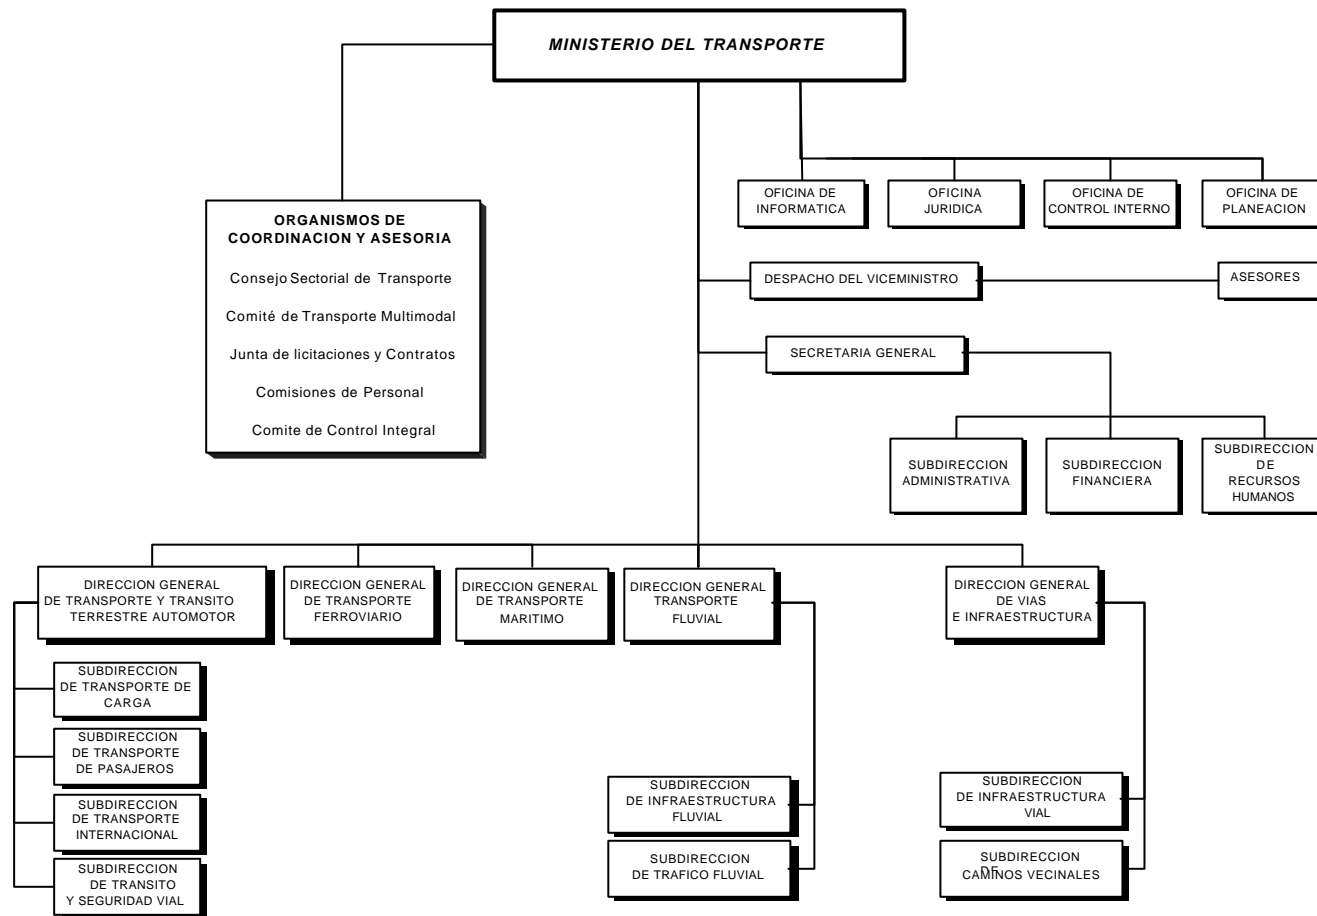 MINISTERIO DEL TRANSPORTE
ORGANISMOS DE
COORDINACION Y ASESORIA
Consejo Sectorial de Transporte
Comité de Transporte Multimodal
Junta de licitaciones y Contratos
Comisiones de Personal
Comite de Control Integral
OFICINA DE
INFORMATICA
OFICINA
JURIDICA
OFICINA DE
CONTROL INTERNO
OFICINA DE
PLANEACION
DESPACHO DEL VICEMINISTRO
ASESORES
SECRETARIA GENERAL
SUBDIRECCION
ADMINISTRATIVA
SUBDIRECCION
FINANCIERA
SUBDIRECCION
DE
RECURSOS
HUMANOS
DIRECCION GENERAL
DE TRANSPORTE Y TRANSITO
TERRESTRE AUTOMOTOR
DIRECCION GENERAL
DE TRANSPORTE
FERROVIARIO
DIRECCION GENERAL
DE TRANSPORTE
MARITIMO
DIRECCION GENERAL
TRANSPORTE
FLUVIAL
DIRECCION GENERAL
DE VIAS
E INFRAESTRUCTURA
SUBDIRECCION
DE TRANSPORTE DE
CARGA
SUBDIRECCION
DE TRANSPORTE
DE PASAJEROS
SUBDIRECCION
DE TRANSPORTE
INTERNACIONAL
SUBDIRECCION
DE TRANSITO
Y SEGURIDAD VIAL
SUBDIRECCION
DE INFRAESTRUCTURA
FLUVIAL
SUBDIRECCION
DE TRAFICO FLUVIAL
SUBDIRECCION
DE INFRAESTRUCTURA
VIAL
SUBDIRECCION
DE
CAMINOS VECINALES